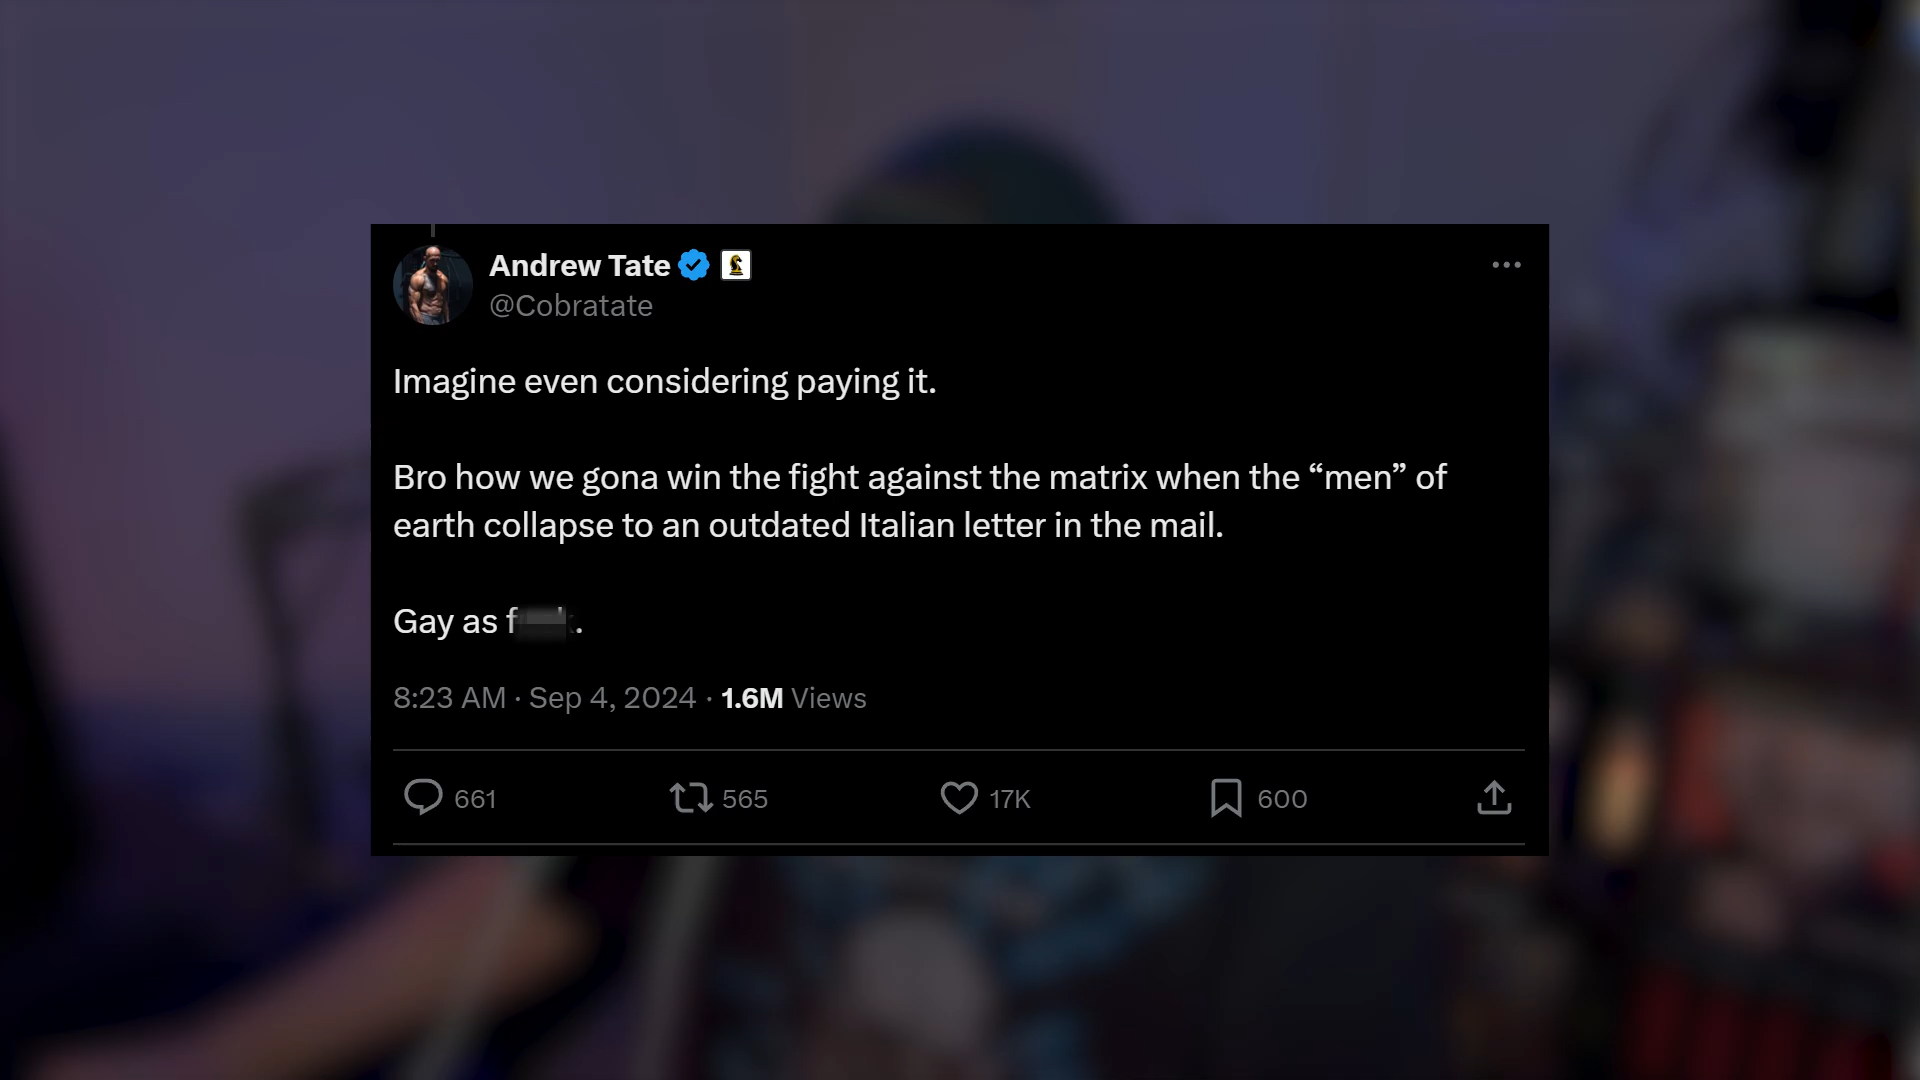 Andrew Tate
@Cobratate
Imagine even considering paying it.
Bro how we gona win the fight against the matrix when the “men” of
earth collapse to an outdated Italian letter in the mail.
Gay as f .
8:23 AM · Sep 4, 2024 · 1.6M Views
661 565 17K 600